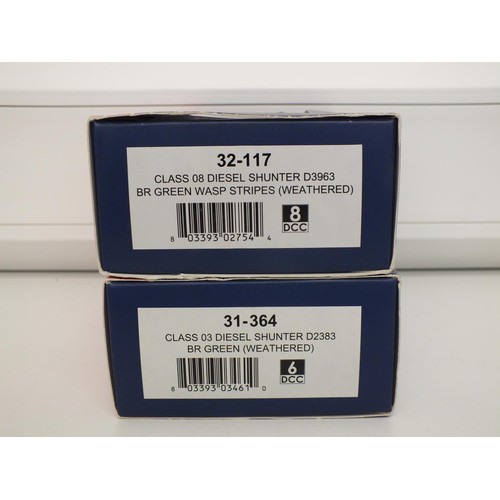 32-117
CLASS 08 DIESEL SHUNTER D3963
BR GREEN WASP STRIPES (WEATHERED)
8 03393 02754 4
8
DCC
31-364
CLASS 03 DIESEL SHUNTER D2383
BR GREEN (WEATHERED)
8 03393 03461 0
6
DCC